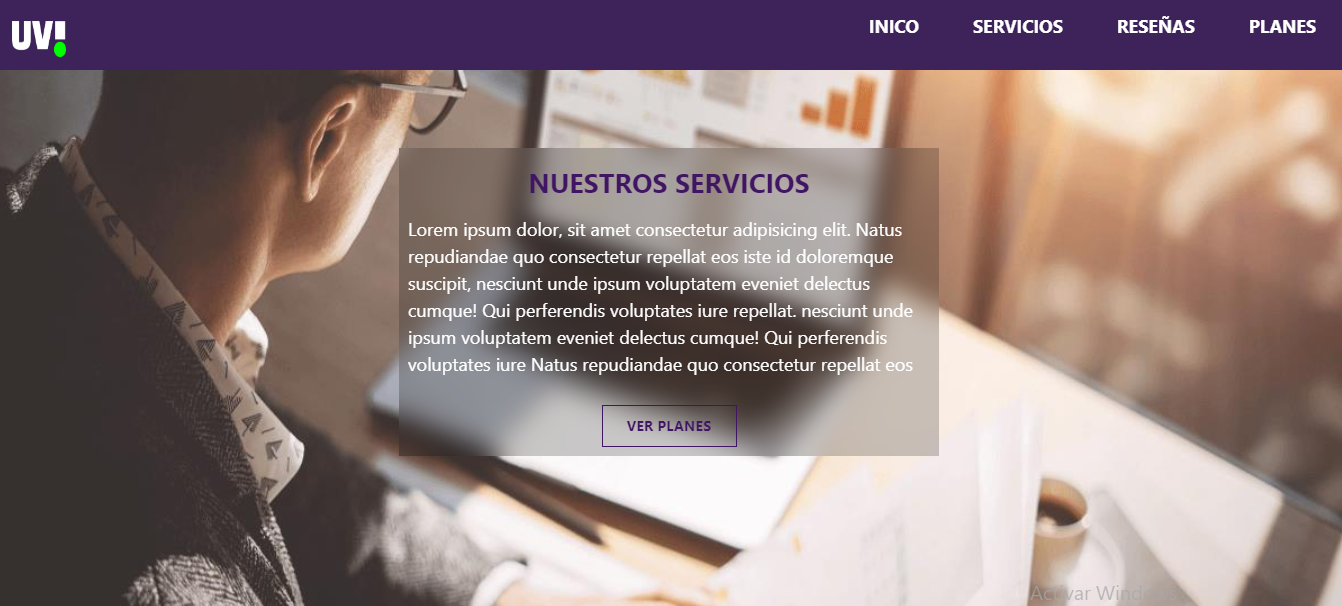 UV!
INICO SERVICIOS RESEÑAS PLANES
NUESTROS SERVICIOS
Lorem ipsum dolor, sit amet consectetur adipisicing elit. Natus
repudiandae quo consectetur repellat eos iste id doloremque
suscipit, nesciunt unde ipsum voluptatem eveniet delectus
cumque! Qui perferendis voluptates iure repellat. nesciunt unde
ipsum voluptatem eveniet delectus cumque! Qui perferendis
voluptates iure Natus repudiandae quo consectetur repellat eos
VER PLANES
Activar Windows